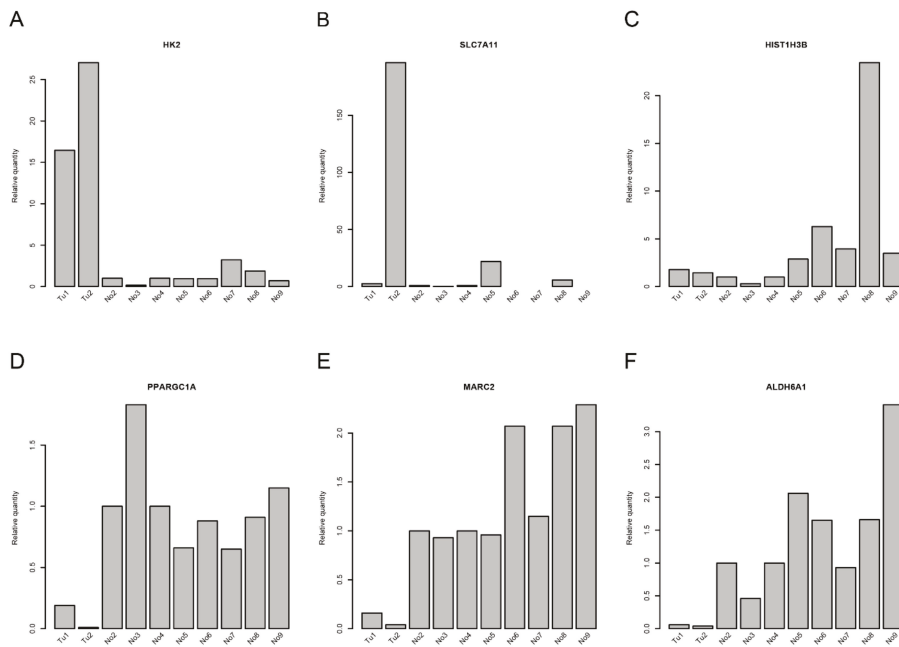 A
B
C
HK2
SLC7A11
HIST1H3B
Relative quantity
0
5
10
15
20
25
Tu1 Tu2 No2 No3 No4 No5 No6 No7 No8 No9
Relative quantity
0
50
100
150
Tu1 Tu2 No2 No3 No4 No5 No6 No7 No8 No9
Relative quantity
0
5
10
15
20
Tu1 Tu2 No2 No3 No4 No5 No6 No7 No8 No9
D
E
F
PPARGC1A
MARC2
ALDH6A1
Relative quantity
0.0
0.5
1.0
1.5
Tu1 Tu2 No2 No3 No4 No5 No6 No7 No8 No9
Relative quantity
0.0
0.5
1.0
1.5
2.0
Tu1 Tu2 No2 No3 No4 No5 No6 No7 No8 No9
Relative quantity
0.0
0.5
1.0
1.5
2.0
2.5
3.0
Tu1 Tu2 No2 No3 No4 No5 No6 No7 No8 No9